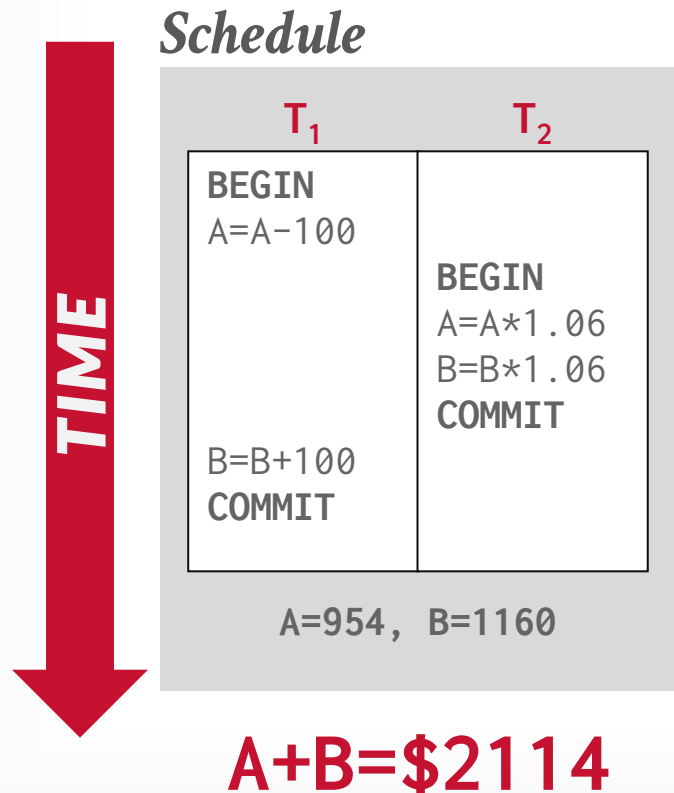 Schedule
TIME
T1 T2
BEGIN
A=A-100
BEGIN
A=A*1.06
B=B*1.06
COMMIT
B=B+100
COMMIT
A=954, B=1160
A+B=$2114